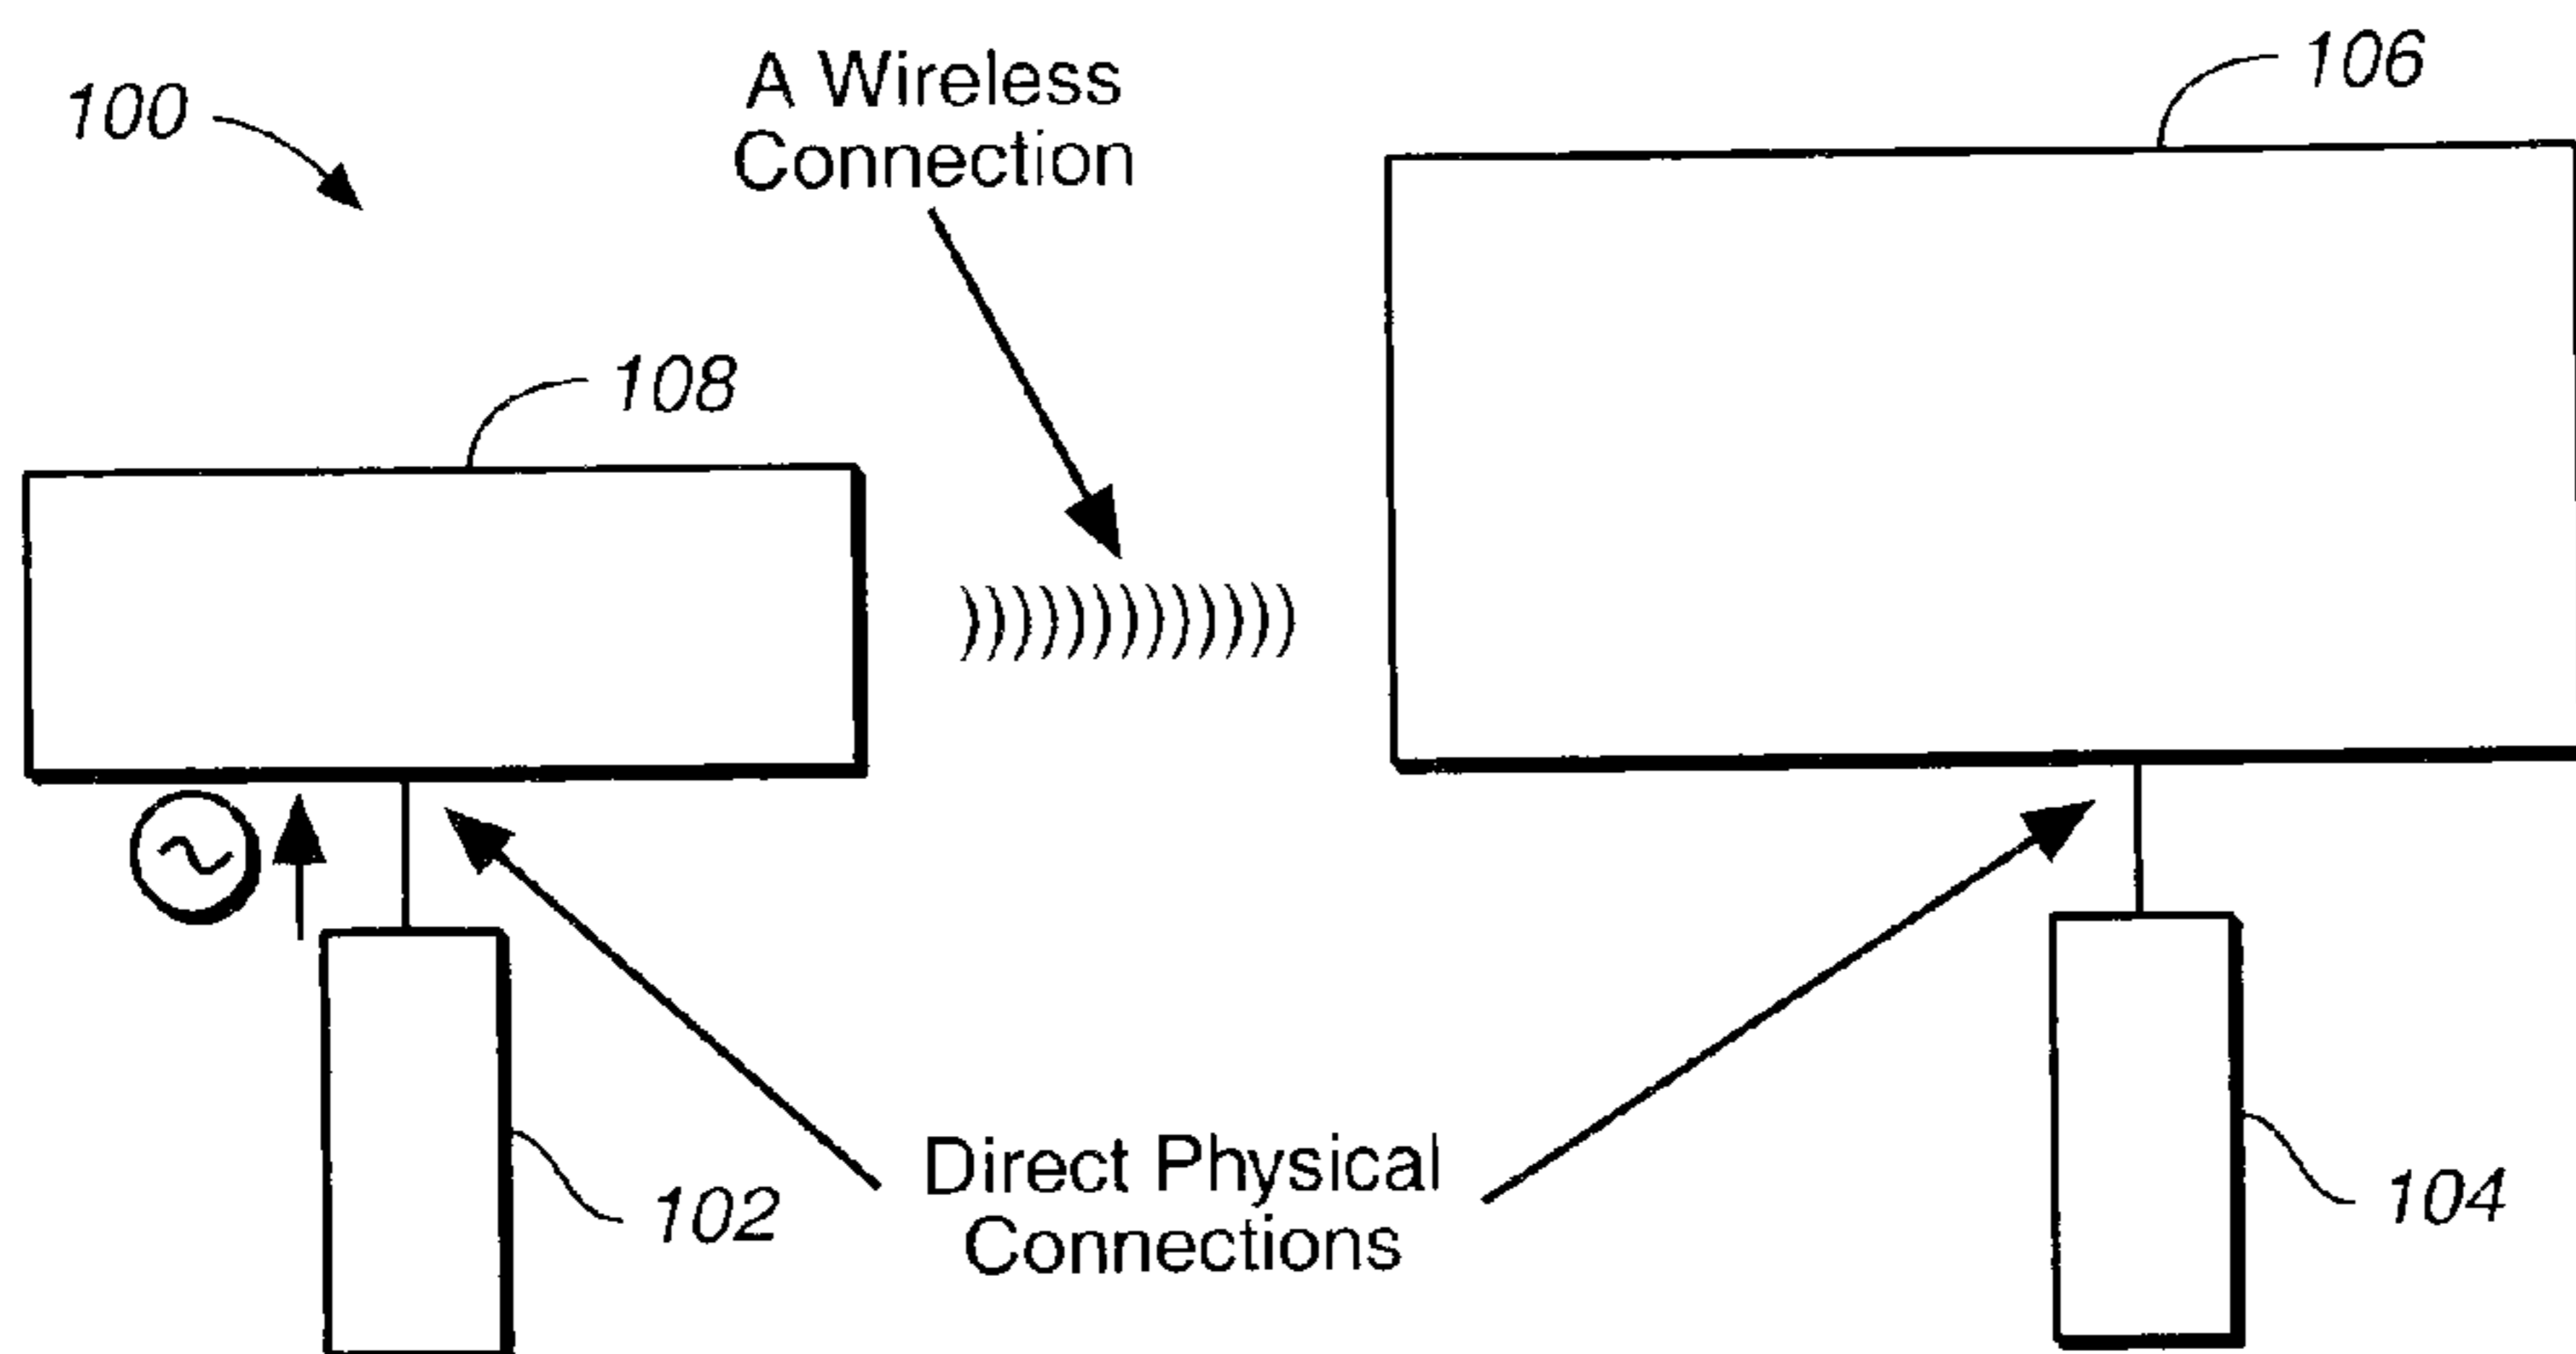 100
A Wireless
Connection
106
108
102
Direct Physical
Connections
104